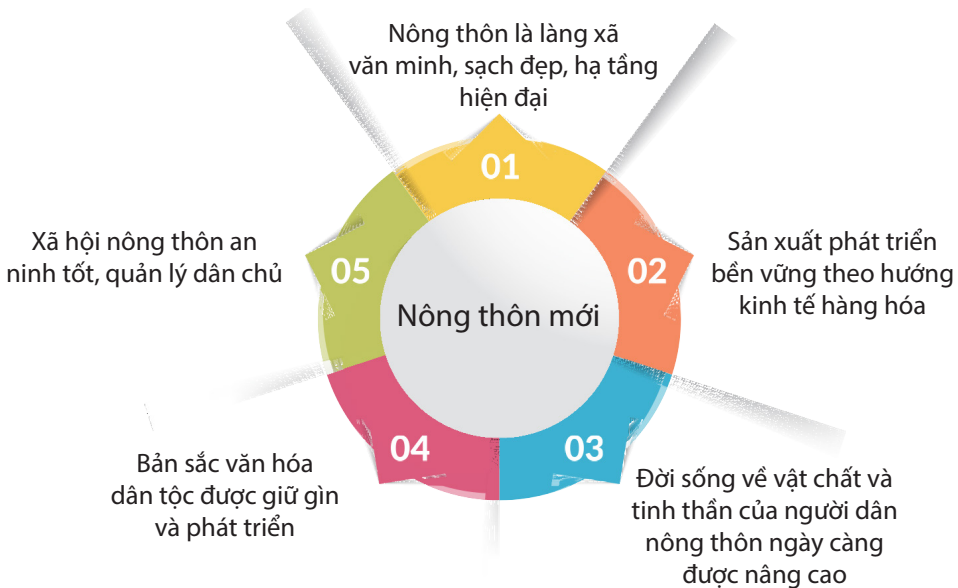 Nông thôn là làng xã
văn minh, sạch đẹp, hạ tầng
hiện đại
01
Sản xuất phát triển
bền vững theo hướng
kinh tế hàng hóa
02
Đời sống về vật chất và
tinh thần của người dân
nông thôn ngày càng
được nâng cao
03
Bản sắc văn hóa
dân tộc được giữ gìn
và phát triển
04
Xã hội nông thôn an
ninh tốt, quản lý dân chủ
05
Nông thôn mới